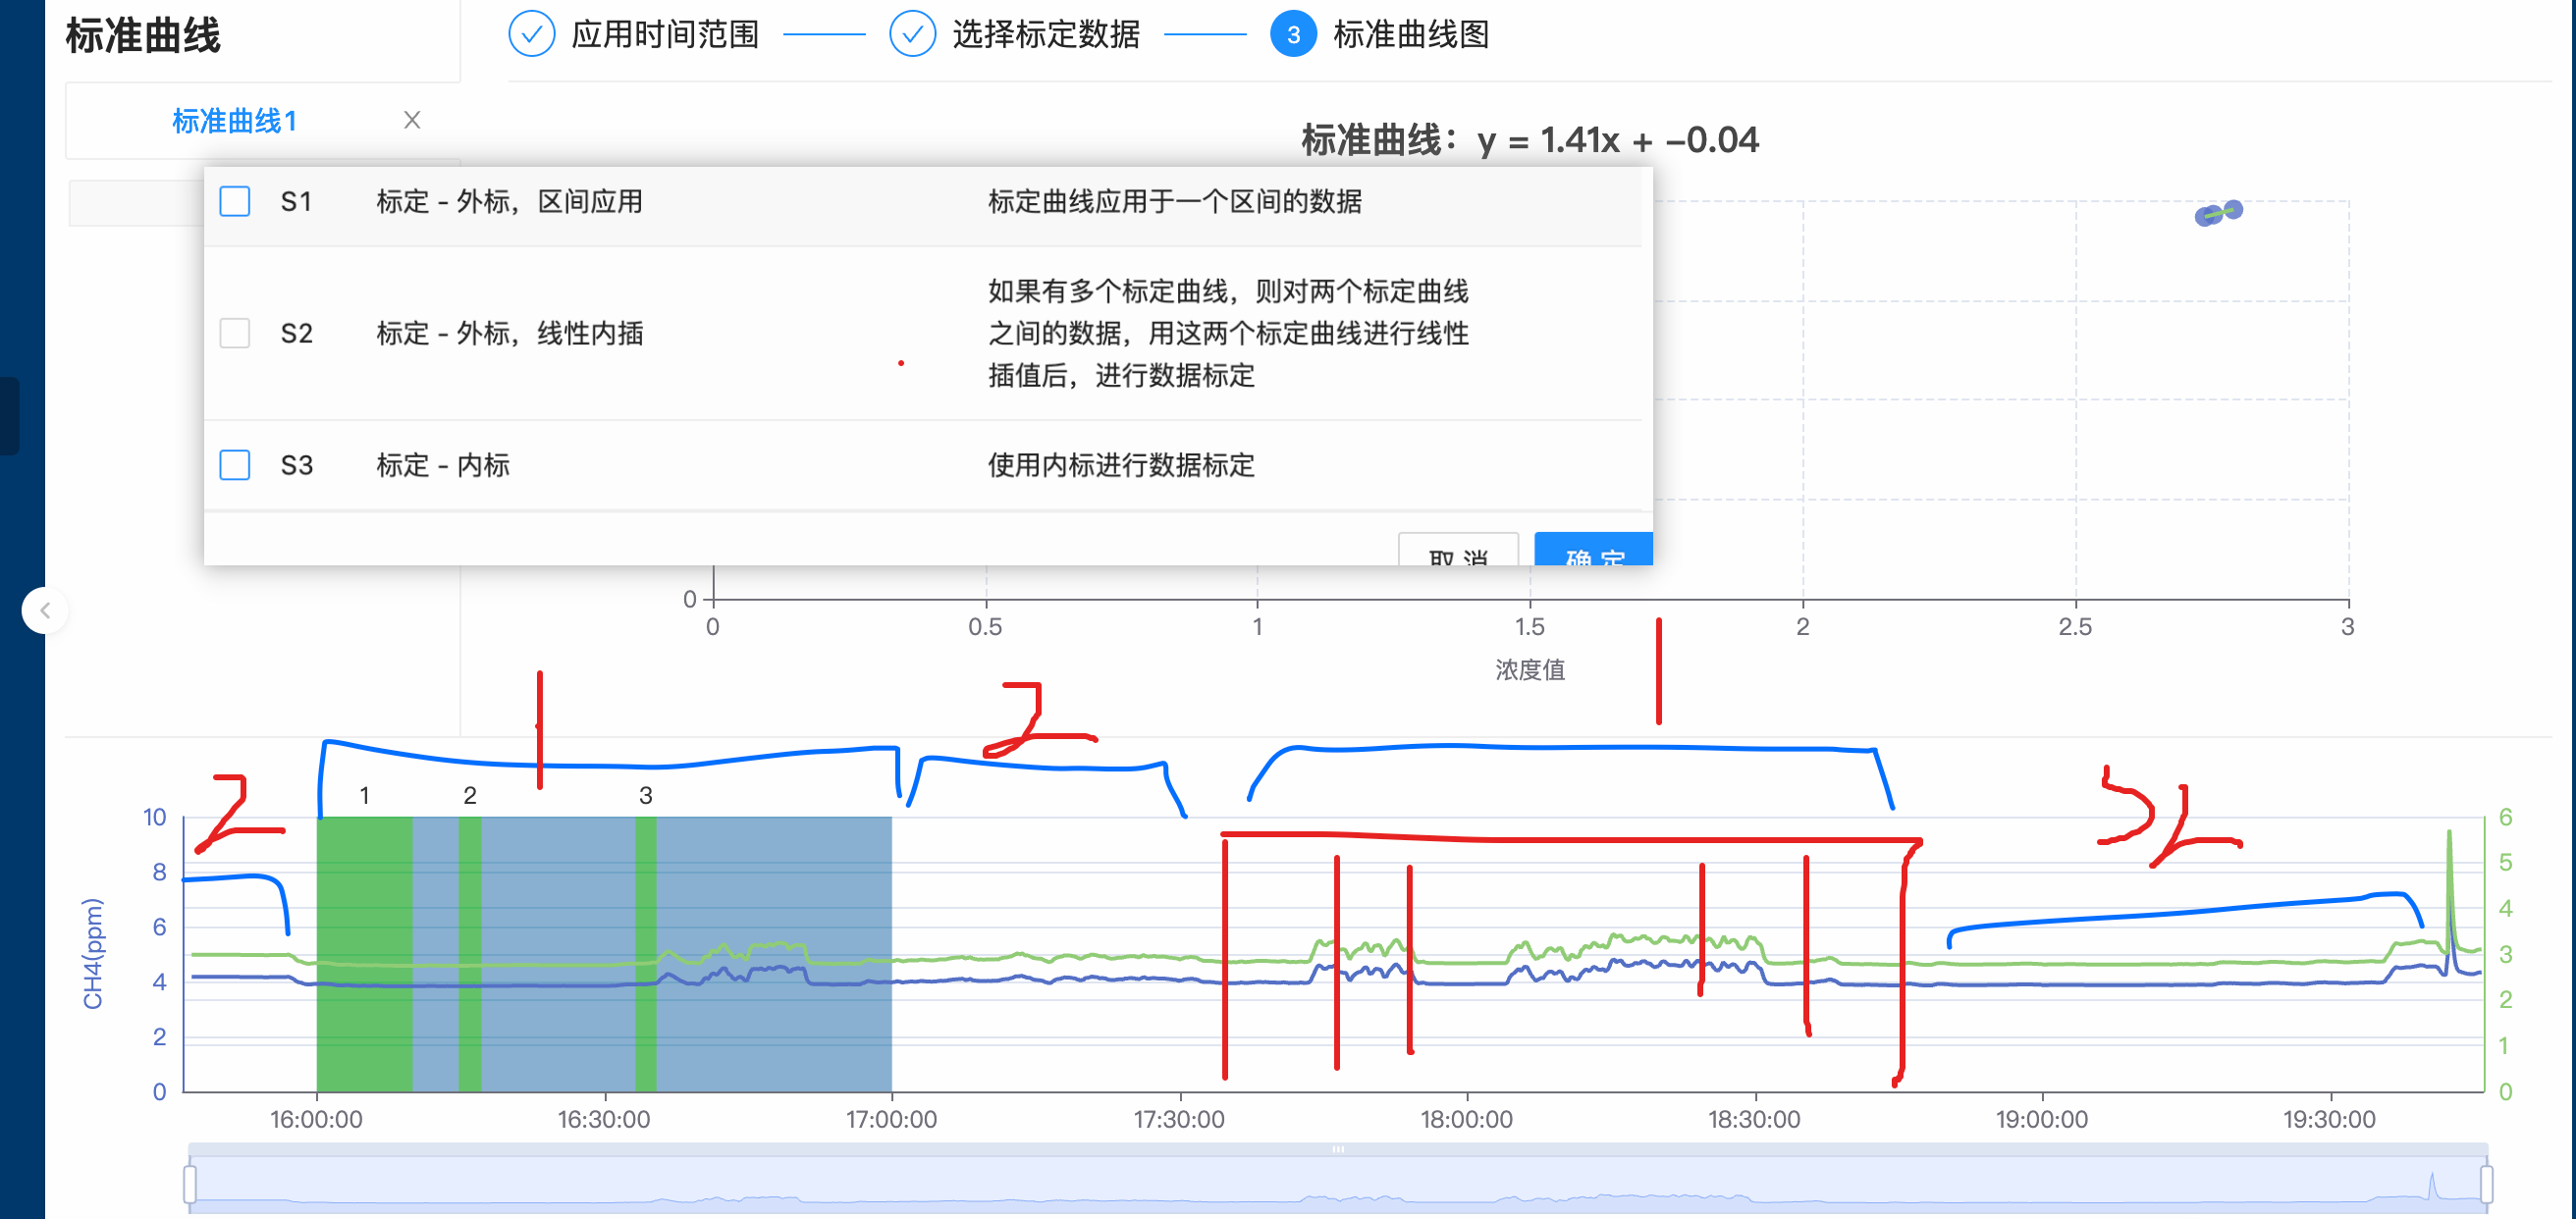 标准曲线
应用时间范围
选择标定数据
3 标准曲线图
标准曲线1
标准曲线：y = 1.41x + −0.04
S1 标定 – 外标，区间应用 标定曲线应用于一个区间的数据
S2 标定 – 外标，线性内插 如果有多个标定曲线，则对两个标定曲线
之间的数据，用这两个标定曲线进行线性
插值后，进行数据标定
S3 标定 – 内标 使用内标进行数据标定
取 消 确 定
0
0 0.5 1 1.5 2 2.5 3
浓度值
1
2
1
2
1 2 3
S2
10 8 6 4 2 0
CH4(ppm)
6 5 4 3 2 1 0
16:00:00 16:30:00 17:00:00 17:30:00 18:00:00 18:30:00 19:00:00 19:30:00